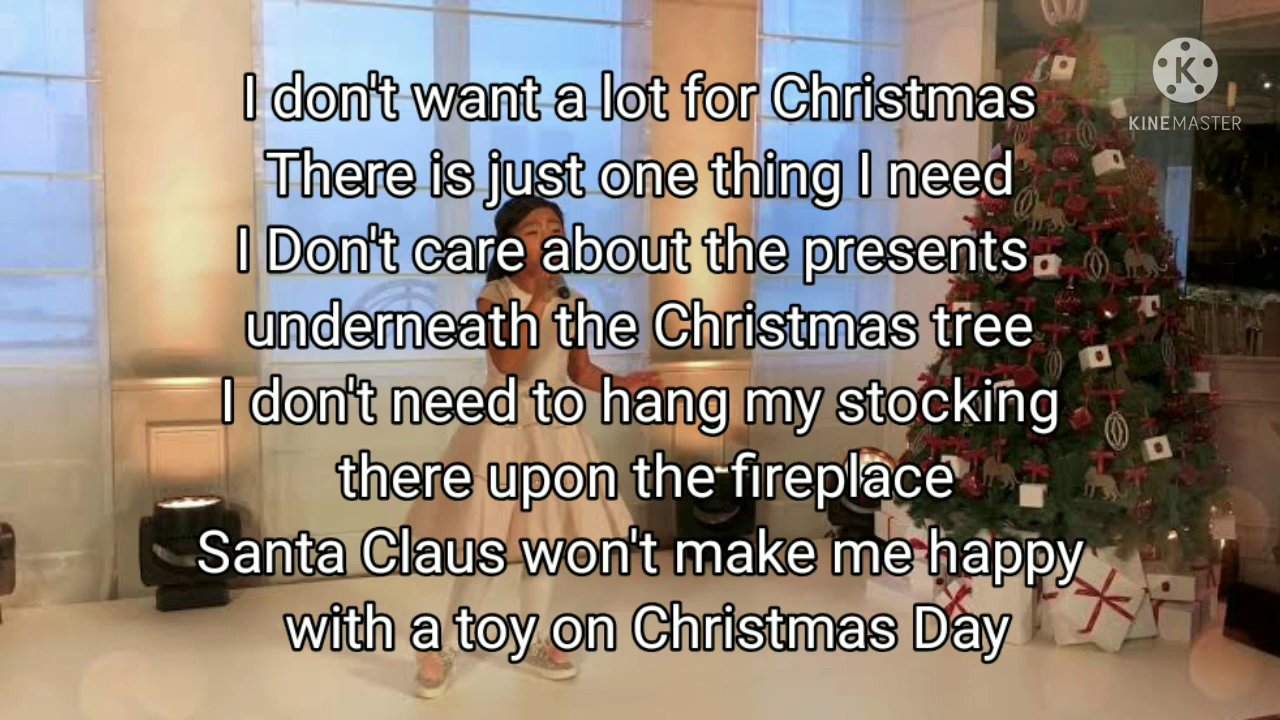 KINEMASTER
I don't want a lot for Christmas
There is just one thing I need
I Don't care about the presents
underneath the Christmas tree
I don't need to hang my stocking
there upon the fireplace
Santa Claus won't make me happy
with a toy on Christmas Day